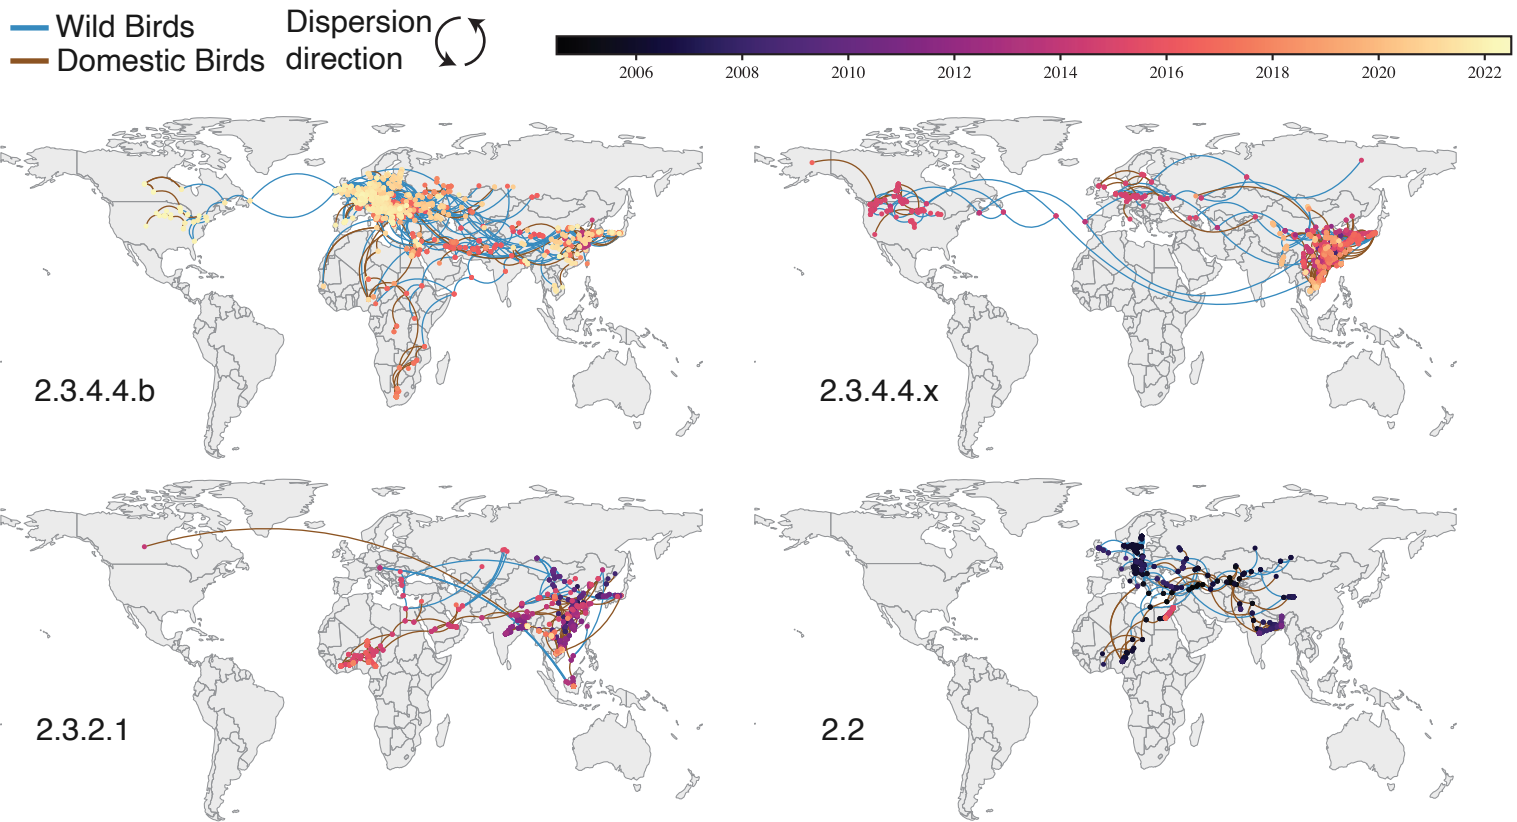 Wild Birds
Domestic Birds
Dispersion
direction
2006 2008 2010 2012 2014 2016 2018 2020 2022
2.3.4.4.b
2.3.4.4.x
2.3.2.1
2.2